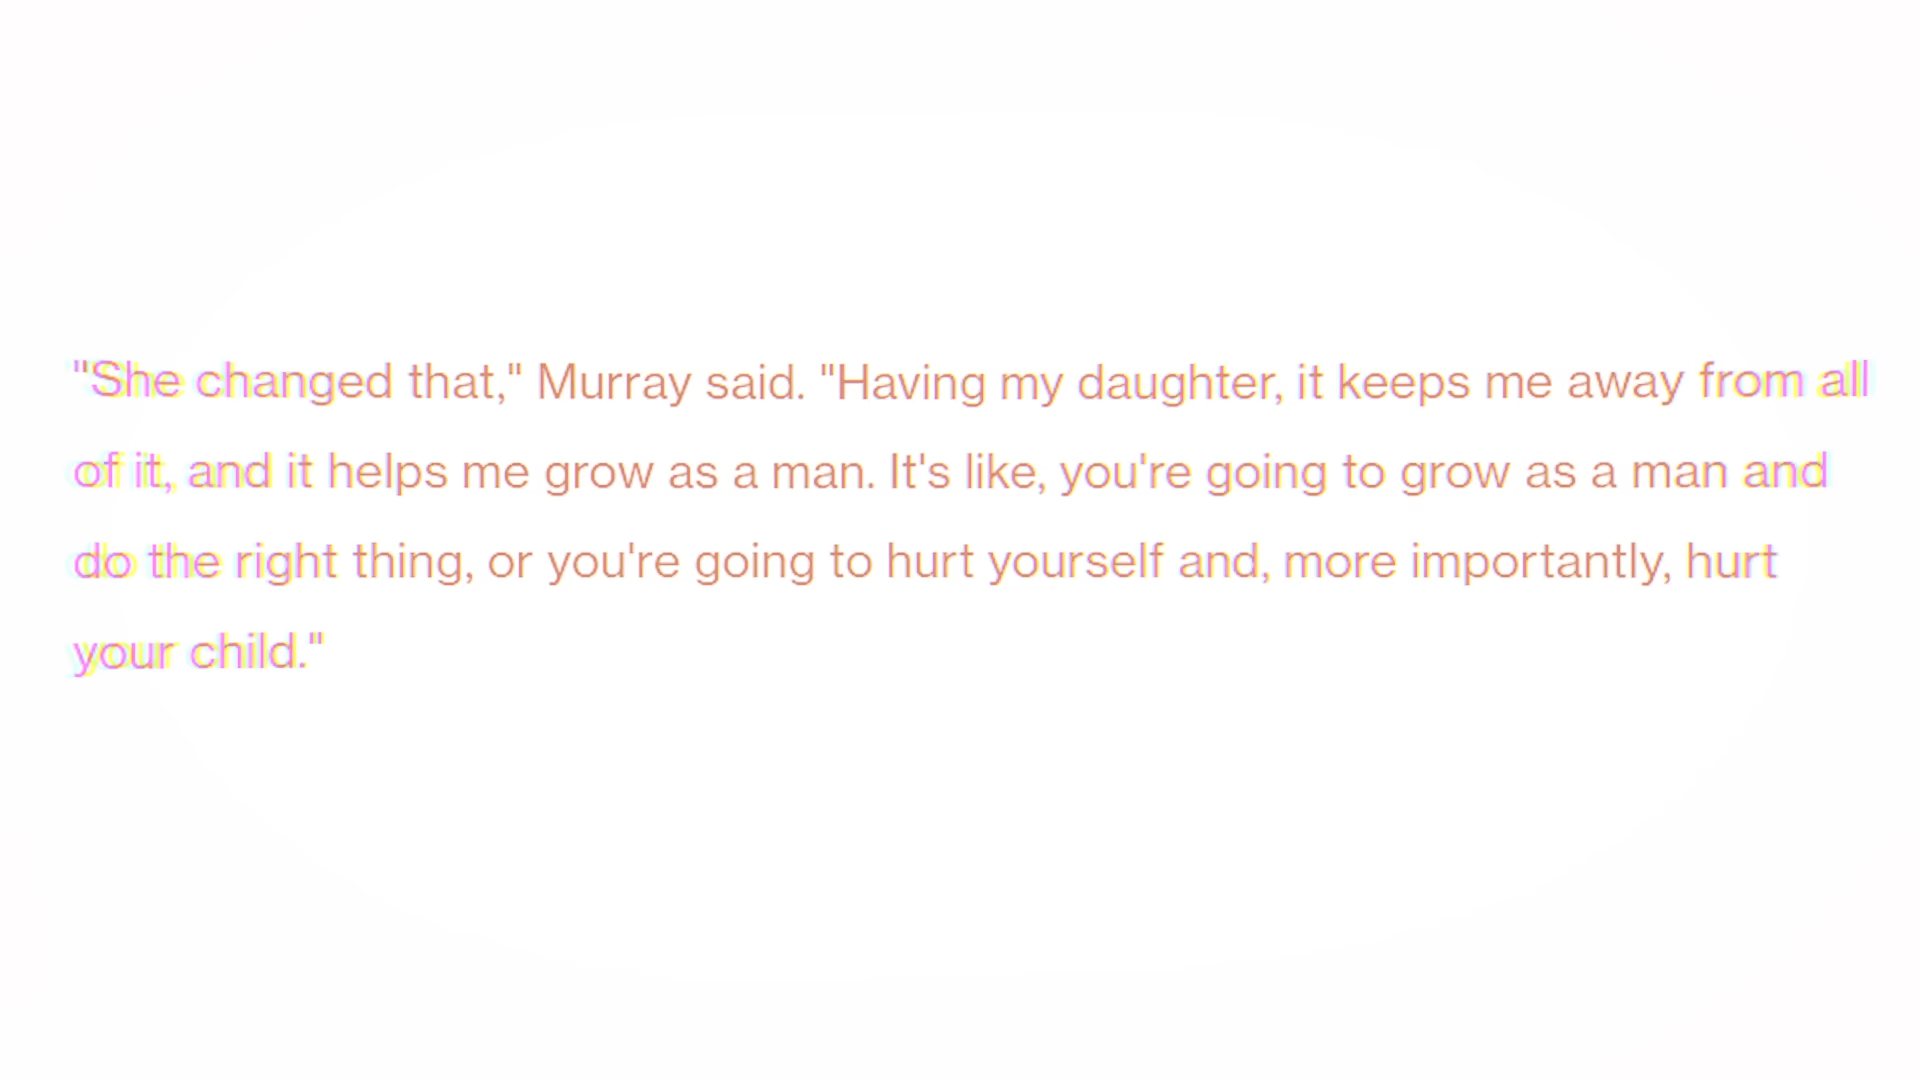 "She changed that," Murray said. "Having my daughter, it keeps me away from all
of it, and it helps me grow as a man. It's like, you're going to grow as a man and
do the right thing, or you're going to hurt yourself and, more importantly, hurt
your child."